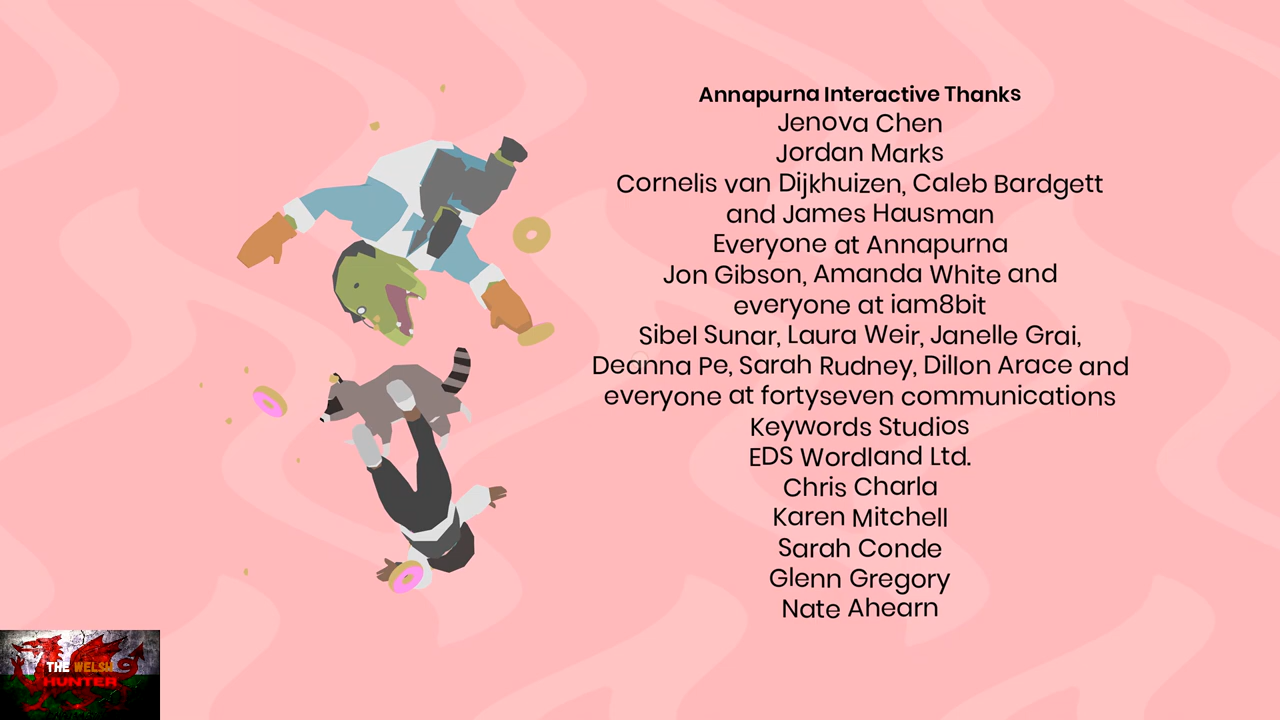 Annapurna Interactive Thanks
Jenova Chen
Jordan Marks
Cornelis van Dijkhuizen, Caleb Bardgett
and James Hausman
Everyone at Annapurna
Jon Gibson, Amanda White and
everyone at iam8bit
Sibel Sunar, Laura Weir, Janelle Grai,
Deanna Pe, Sarah Rudney, Dillon Arace and
everyone at fortyseven communications
Keywords Studios
EDS Wordland Ltd.
Chris Charla
Karen Mitchell
Sarah Conde
Glenn Gregory
Nate Ahearn
THE WELSH
HUNTER